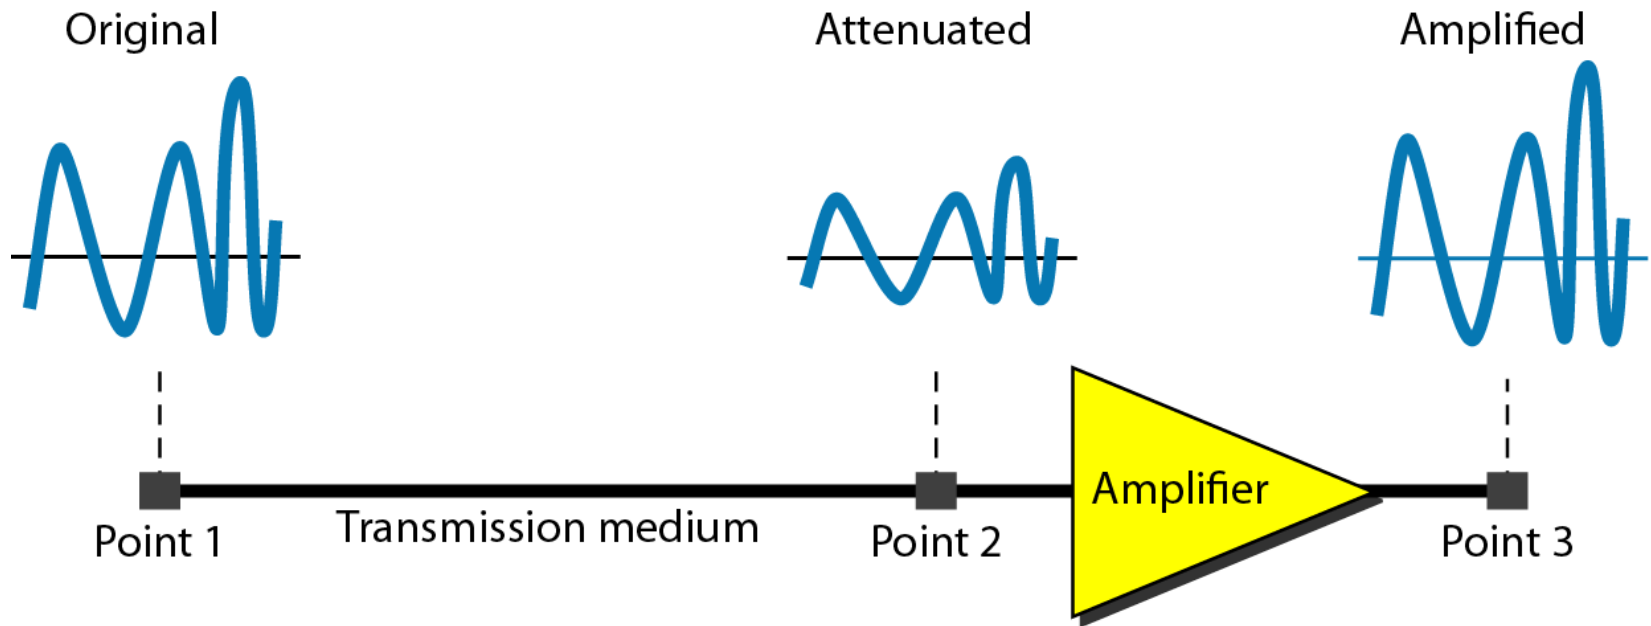 Original
Attenuated
Amplified
Amplifier
Transmission medium
Point 1
Point 2
Point 3